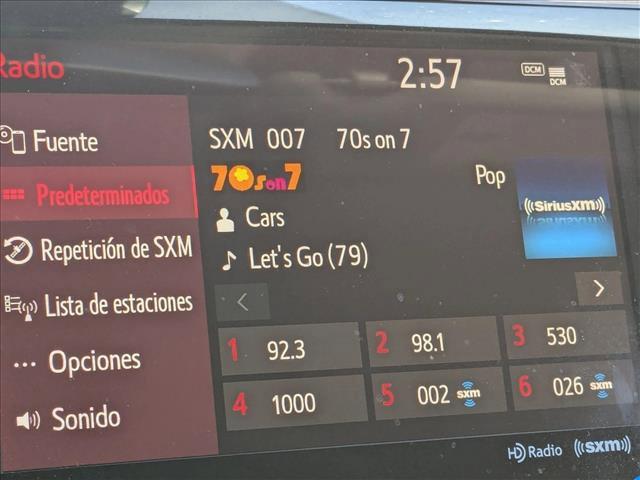 Radio
2:57
DCM
DCM
Fuente
Predeterminados
Repetición de SXM
Lista de estaciones
Opciones
Sonido
SXM 007 70s on 7
70s on 7
Pop
((SiriusXM))
Cars
Let's Go (79)
1 92.3
2 98.1
3 530
4 1000
5 002 sxm
6 026 sxm
HD Radio ((sxm))